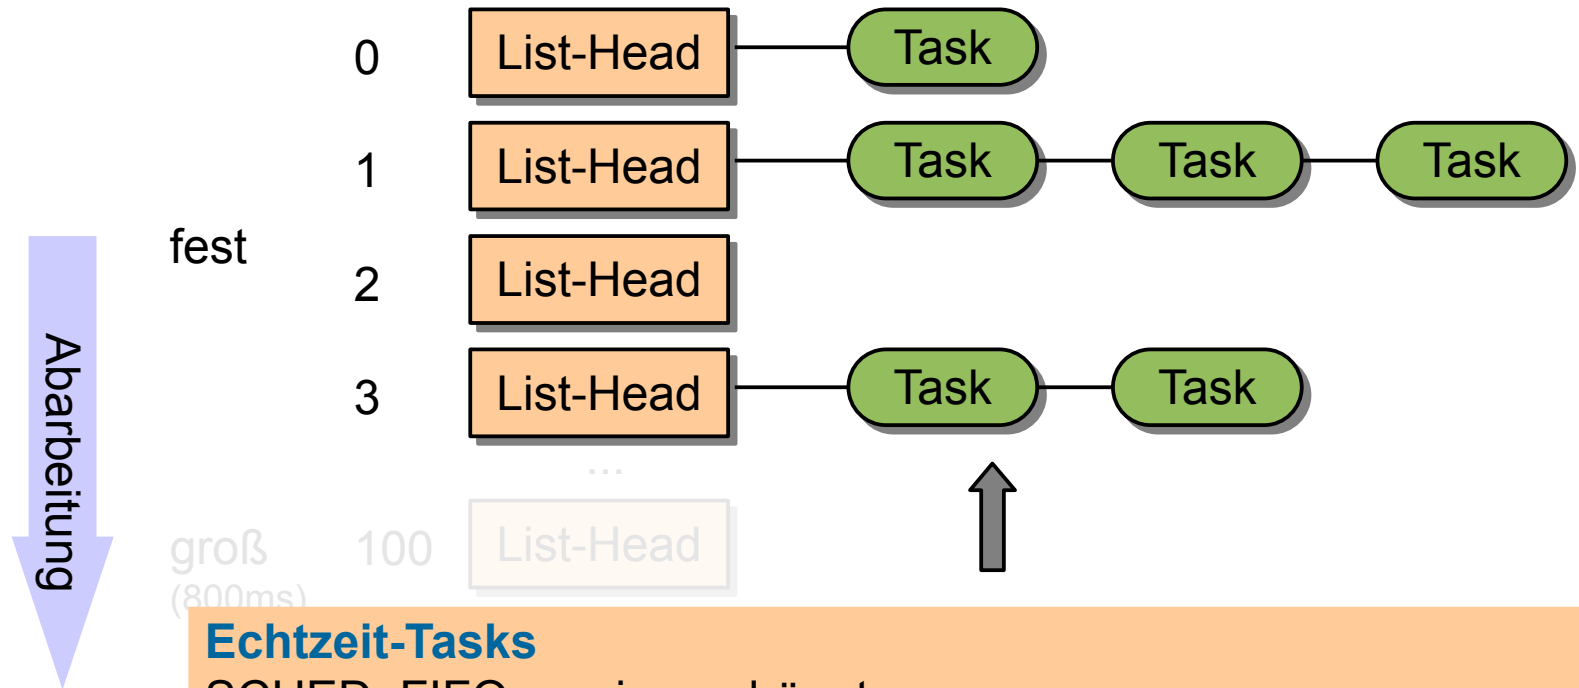 0 List-Head Task
1 List-Head Task Task Task
fest
2 List-Head
3 List-Head Task Task
...
groß 100 List-Head
(800ms)
Abarbeitung
Echtzeit-Tasks